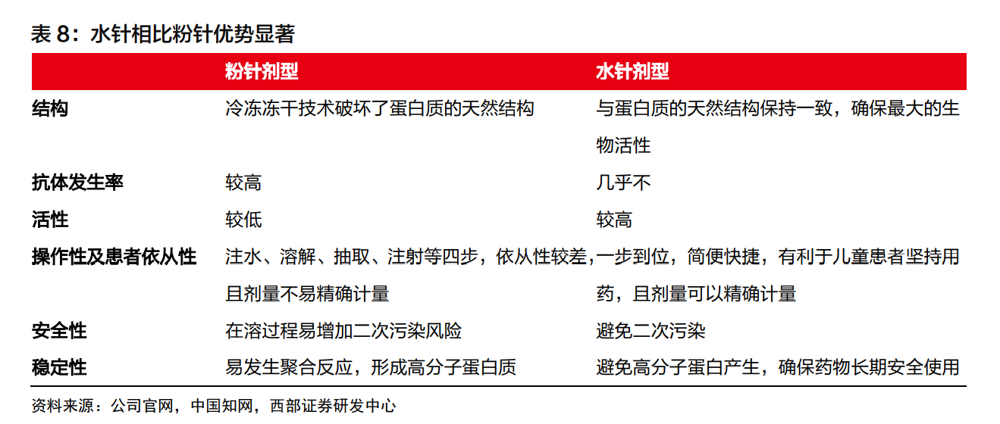 表 8：水针相比粉针优势显著
粉针剂型 水针剂型
结构 冷冻冻干技术破坏了蛋白质的天然结构 与蛋白质的天然结构保持一致，确保最大的生
物活性
抗体发生率 较高 几乎不
活性 较低 较高
操作性及患者依从性 注水、溶解、抽取、注射等四步，依从性较差， 一步到位，简便快捷，有利于儿童患者坚持用
且剂量不易精确计量 药，且剂量可以精确计量
安全性 在溶过程易增加二次污染风险 避免二次污染
稳定性 易发生聚合反应，形成高分子蛋白质 避免高分子蛋白产生，确保药物长期安全使用
资料来源：公司官网，中国知网，西部证券研发中心